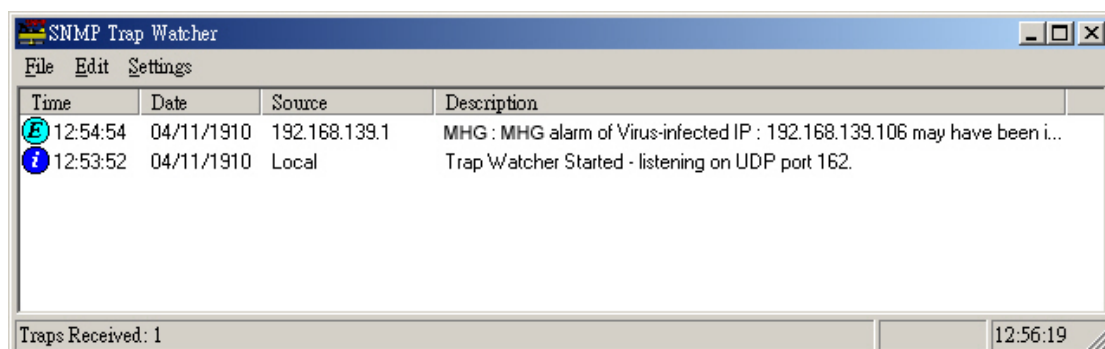 SNMP Trap Watcher
File Edit Settings
Time Date Source Description
E 12:54:54 04/11/1910 192.168.139.1 MHG : MHG alarm of Virus-infected IP : 192.168.139.106 may have been i...
i 12:53:52 04/11/1910 Local Trap Watcher Started - listening on UDP port 162.
Traps Received: 1 12:56:19